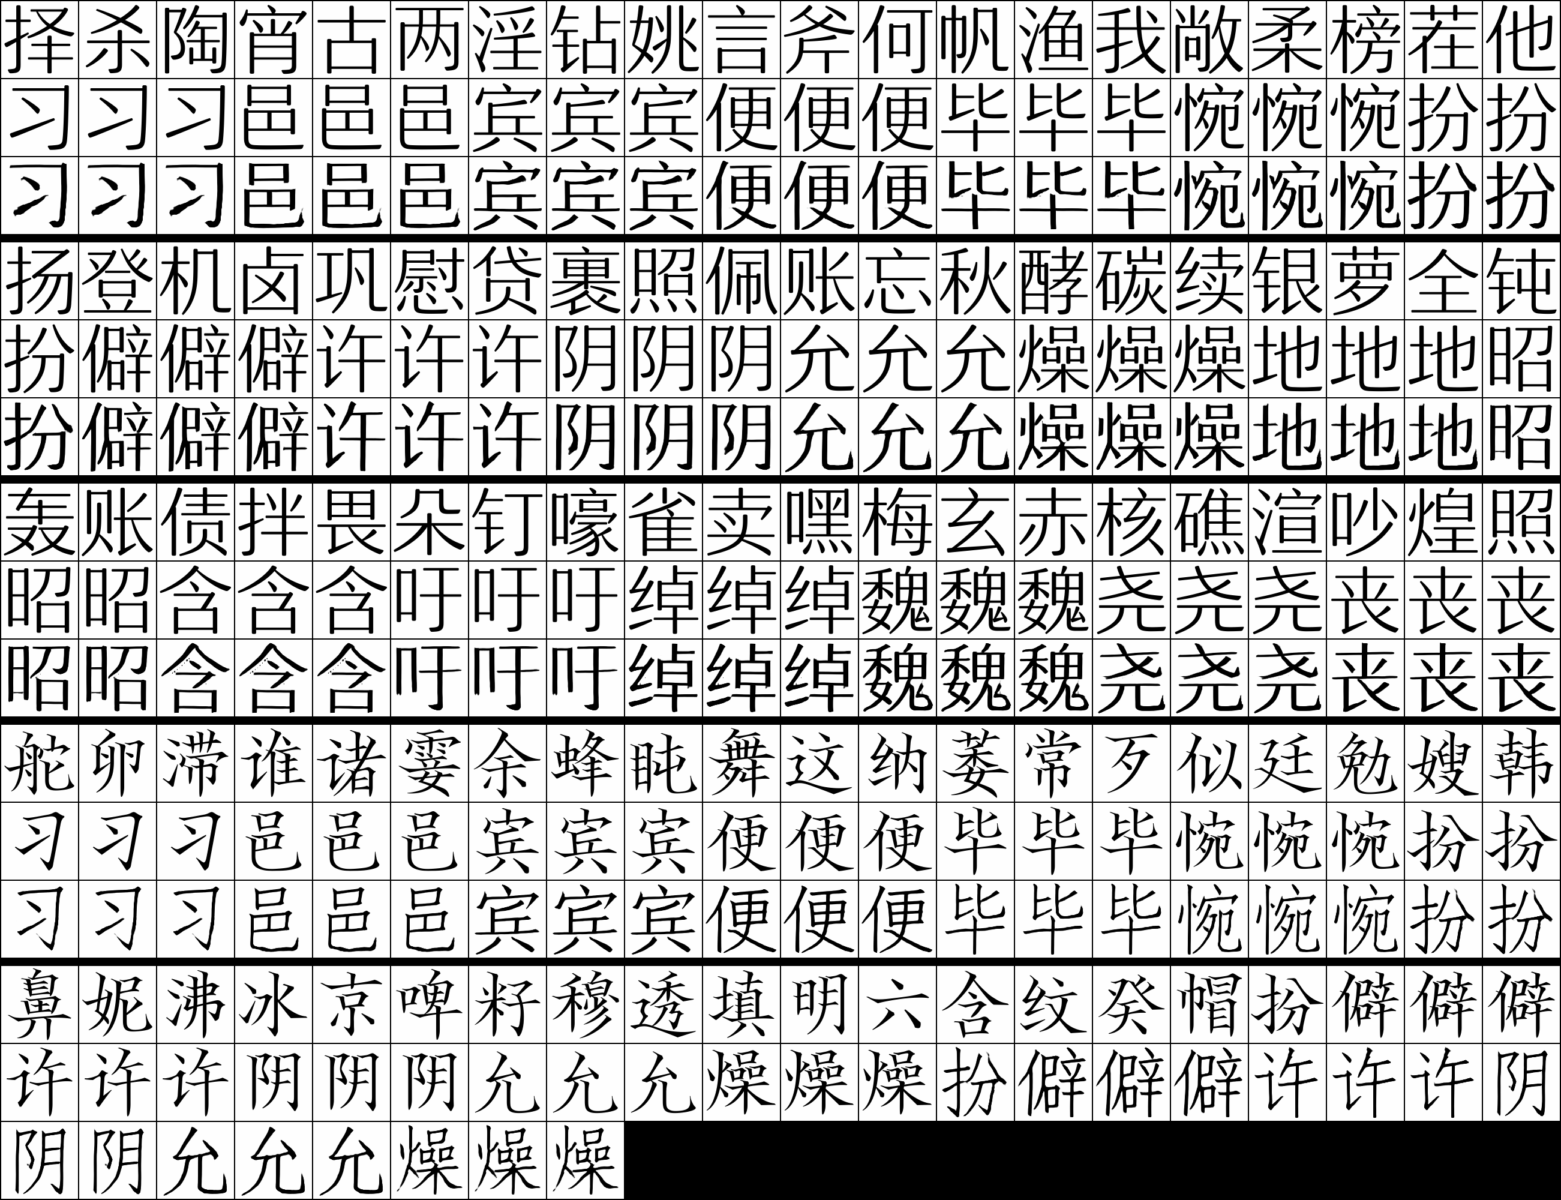 择杀陶宵古两淫钻姚言斧何帆渔我敞柔榜茬他
习习习邑邑邑宾宾宾便便便毕毕毕惋惋惋扮扮
习习习邑邑邑宾宾宾便便便毕毕毕惋惋惋扮扮
扬登机卤巩慰贷裹照佩账忘秋酵碳续银萝全钝
扮僻僻僻许许许阴阴阴允允允燥燥燥地地地昭
扮僻僻僻许许许阴阴阴允允允燥燥燥地地地昭
轰账债拌畏朵钉嚎雀卖嘿梅玄赤核礁渲吵煌照
昭昭含含含吁吁吁绰绰绰魏魏魏尧尧尧丧丧丧
昭昭含含含吁吁吁绰绰绰魏魏魏尧尧尧丧丧丧
舵卵滞谁诸霎余蜂盹舞这纳萎常歹似廷勉嫂韩
习习习邑邑邑宾宾宾便便便毕毕毕惋惋惋扮扮
习习习邑邑邑宾宾宾便便便毕毕毕惋惋惋扮扮
鼻妮沸冰京啤籽穆透填明六含纹癸帽扮僻僻僻
许许许阴阴阴允允允燥燥燥扮僻僻僻许许许阴
阴阴允允允燥燥燥